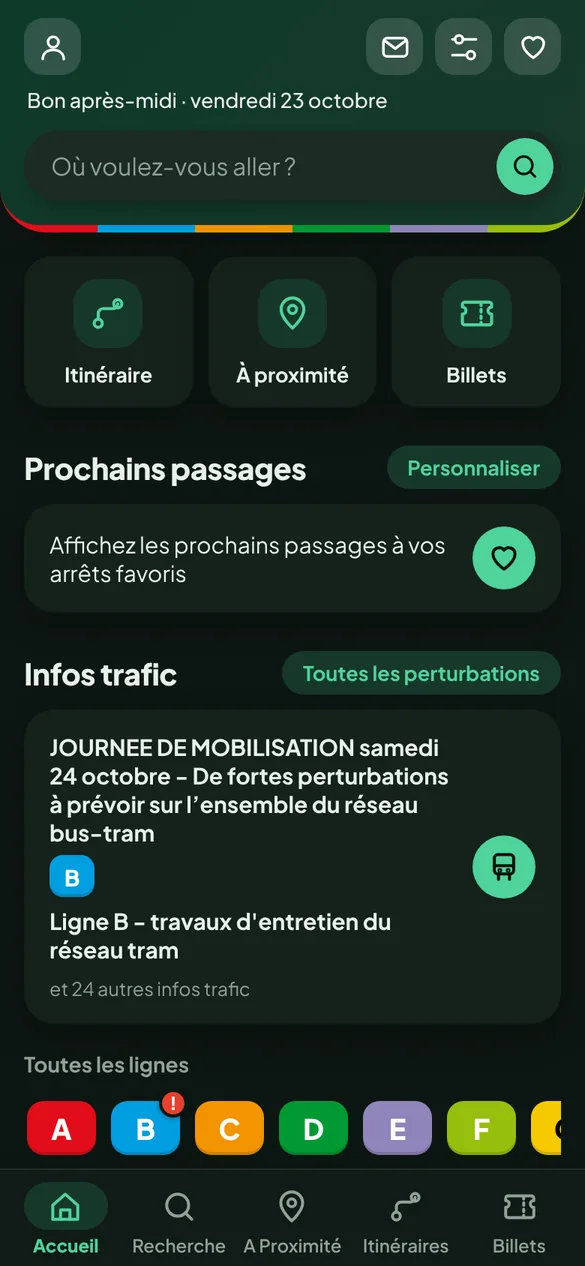 Bon après-midi · vendredi 23 octobre
Où voulez-vous aller ?
Itinéraire
À proximité
Billets
Prochains passages
Personnaliser
Affichez les prochains passages à vos
arrêts favoris
Infos trafic
Toutes les perturbations
JOURNEE DE MOBILISATION samedi
24 octobre – De fortes perturbations
à prévoir sur l’ensemble du réseau
bus-tram
B
Ligne B – travaux d'entretien du
réseau tram
et 24 autres infos trafic
Toutes les lignes
A
B
!
C
D
E
F
Accueil
Recherche
A Proximité
Itinéraires
Billets